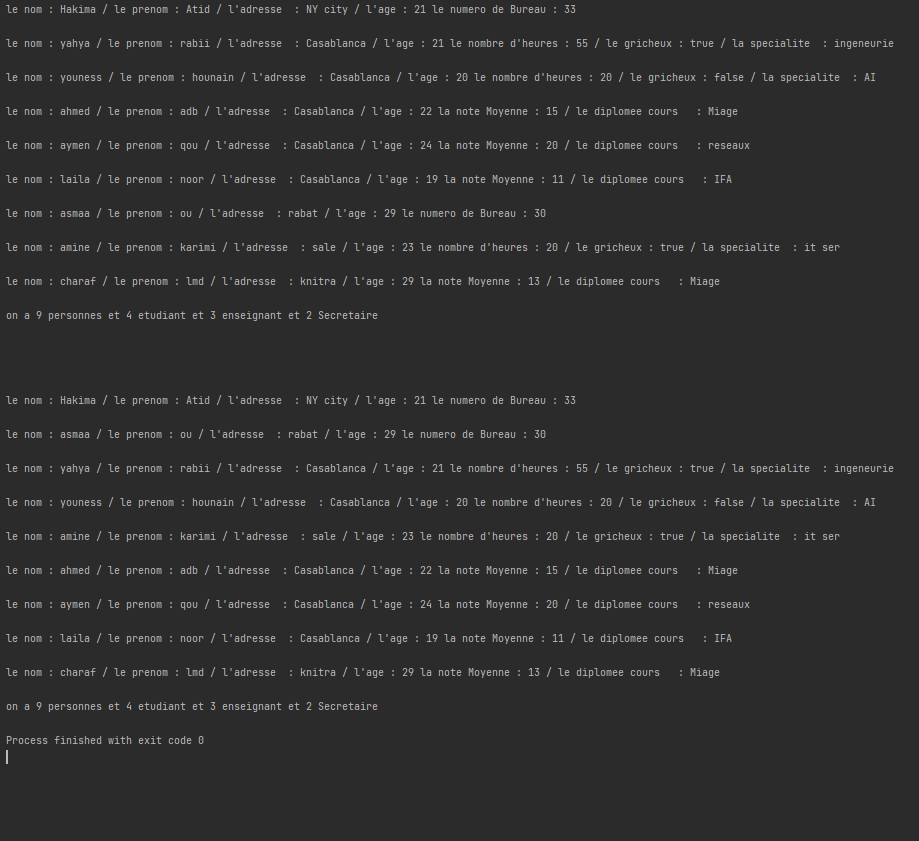 le nom : Hakima / le prenom : Atid / l'adresse  : NY city / l'age : 21 le numero de Bureau : 33
le nom : yahya / le prenom : rabii / l'adresse  : Casablanca / l'age : 21 le nombre d'heures : 55 / le gricheux : true / la specialite  : ingeneurie
le nom : youness / le prenom : hounain / l'adresse  : Casablanca / l'age : 20 le nombre d'heures : 20 / le gricheux : false / la specialite  : AI
le nom : ahmed / le prenom : adb / l'adresse  : Casablanca / l'age : 22 la note Moyenne : 15 / le diplomee cours   : Miage
le nom : aymen / le prenom : qou / l'adresse  : Casablanca / l'age : 24 la note Moyenne : 20 / le diplomee cours   : reseaux
le nom : laila / le prenom : noor / l'adresse  : Casablanca / l'age : 19 la note Moyenne : 11 / le diplomee cours   : IFA
le nom : asmaa / le prenom : ou / l'adresse  : rabat / l'age : 29 le numero de Bureau : 30
le nom : amine / le prenom : karimi / l'adresse  : sale / l'age : 23 le nombre d'heures : 20 / le gricheux : true / la specialite  : it ser
le nom : charaf / le prenom : lmd / l'adresse  : knitra / l'age : 29 la note Moyenne : 13 / le diplomee cours   : Miage
on a 9 personnes et 4 etudiant et 3 enseignant et 2 Secretaire
le nom : Hakima / le prenom : Atid / l'adresse  : NY city / l'age : 21 le numero de Bureau : 33
le nom : asmaa / le prenom : ou / l'adresse  : rabat / l'age : 29 le numero de Bureau : 30
le nom : yahya / le prenom : rabii / l'adresse  : Casablanca / l'age : 21 le nombre d'heures : 55 / le gricheux : true / la specialite  : ingeneurie
le nom : youness / le prenom : hounain / l'adresse  : Casablanca / l'age : 20 le nombre d'heures : 20 / le gricheux : false / la specialite  : AI
le nom : amine / le prenom : karimi / l'adresse  : sale / l'age : 23 le nombre d'heures : 20 / le gricheux : true / la specialite  : it ser
le nom : ahmed / le prenom : adb / l'adresse  : Casablanca / l'age : 22 la note Moyenne : 15 / le diplomee cours   : Miage
le nom : aymen / le prenom : qou / l'adresse  : Casablanca / l'age : 24 la note Moyenne : 20 / le diplomee cours   : reseaux
le nom : laila / le prenom : noor / l'adresse  : Casablanca / l'age : 19 la note Moyenne : 11 / le diplomee cours   : IFA
le nom : charaf / le prenom : lmd / l'adresse  : knitra / l'age : 29 la note Moyenne : 13 / le diplomee cours   : Miage
on a 9 personnes et 4 etudiant et 3 enseignant et 2 Secretaire
Process finished with exit code 0